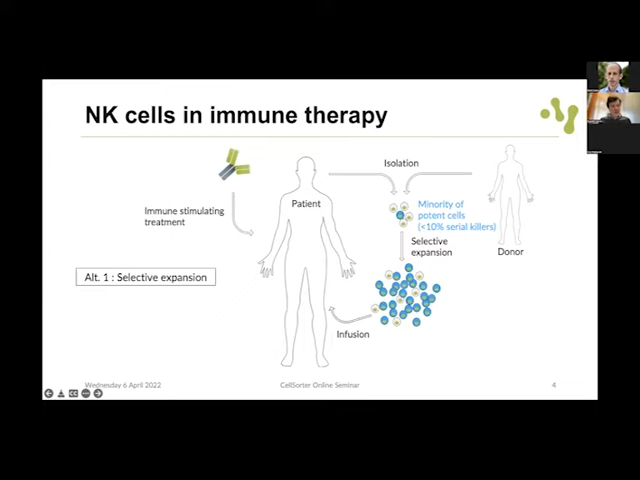 NK cells in immune therapy
Isolation
Patient
Minority of
potent cells
(<10% serial killers)
Immune stimulating
treatment
Selective
expansion
Donor
Alt. 1 : Selective expansion
Infusion
Wednesday 6 April 2022
CellSorter Online Seminar
4